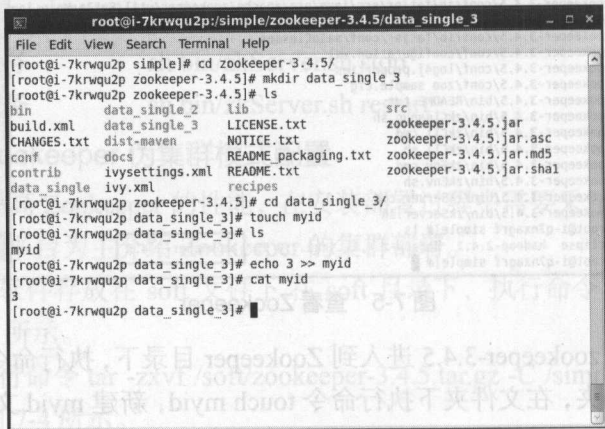 root@i-7krwqu2p:/simple/zookeeper-3.4.5/data_single_3
File Edit View Search Terminal Help
[root@i-7krwqu2p simple]# cd zookeeper-3.4.5/
[root@i-7krwqu2p zookeeper-3.4.5]# mkdir data_single_3
[root@i-7krwqu2p zookeeper-3.4.5]# ls
bin data_single_2 lib src
build.xml data_single_3 LICENSE.txt zookeeper-3.4.5.jar
CHANGES.txt dist-maven NOTICE.txt zookeeper-3.4.5.jar.asc
conf docs README_packaging.txt zookeeper-3.4.5.jar.md5
contrib ivysettings.xml README.txt zookeeper-3.4.5.jar.sha1
data_single ivy.xml recipes
[root@i-7krwqu2p zookeeper-3.4.5]# cd data_single_3/
[root@i-7krwqu2p data_single_3]# touch myid
[root@i-7krwqu2p data_single_3]# ls
myid
[root@i-7krwqu2p data_single_3]# echo 3 >> myid
[root@i-7krwqu2p data_single_3]# cat myid
3
[root@i-7krwqu2p data_single_3]#